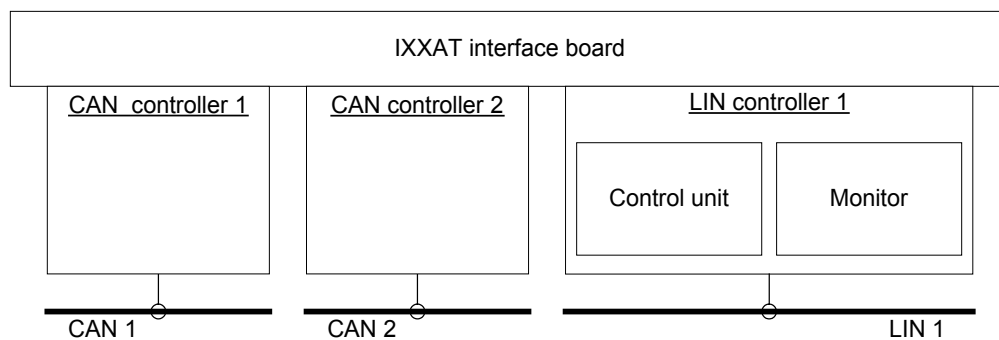 IXXAT interface board
CAN controller 1
CAN controller 2
LIN controller 1
Control unit
Monitor
CAN 1
CAN 2
LIN 1